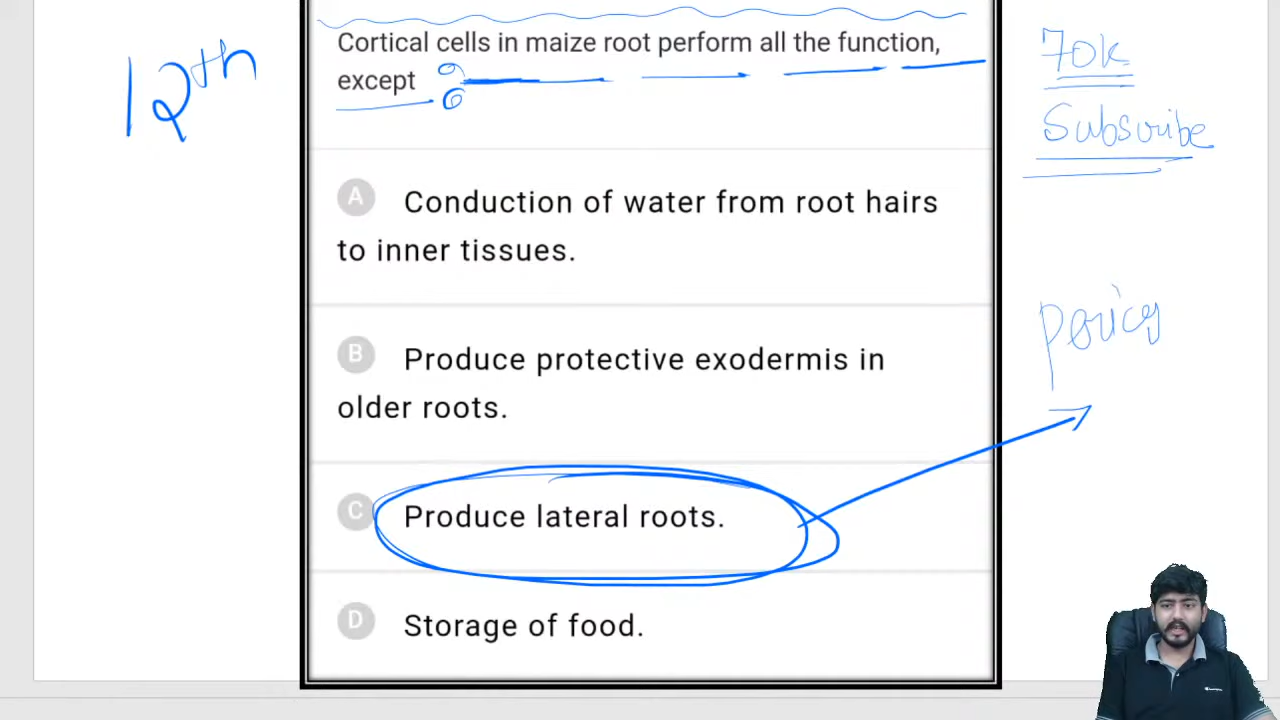 12th
Cortical cells in maize root perform all the function,
except
70k
Subscribe
A Conduction of water from root hairs
to inner tissues.
B Produce protective exodermis in
older roots.
C Produce lateral roots.
D Storage of food.